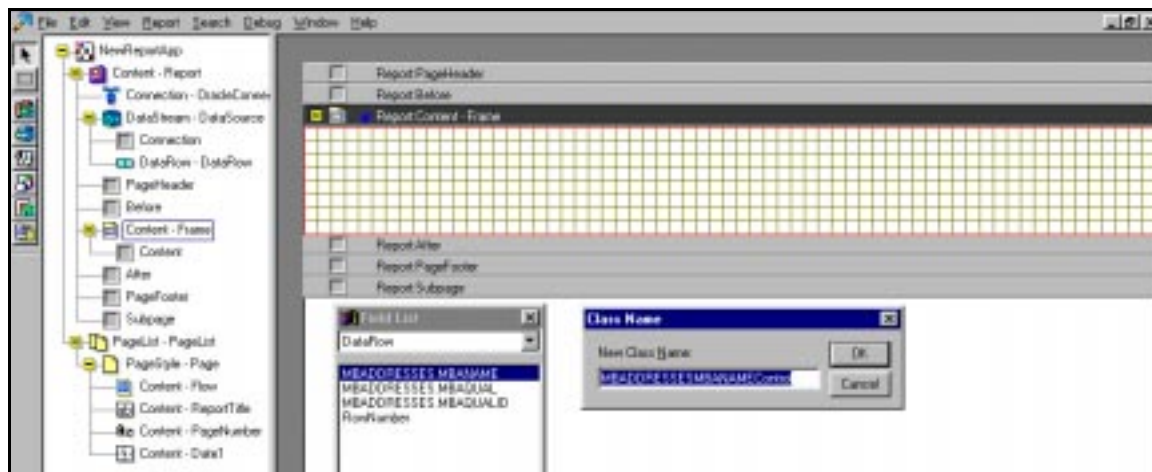 File Edit View Report Search Debug Window Help
NewReportApp
Content - Report
Connection - OracleConnec
DataStream - DataSource
Connection
DataRow - DataRow
PageHeader
Before
Content - Frame
Content
After
PageFooter
Subpage
PageList - PageList
PageStyle - Page
Content - Flow
Content - ReportTitle
Content - PageNumber
Content - Date1
Report:PageHeader
Report:Before
Report:Content - Frame
Report:After
Report:PageFooter
Report:Subpage
Field List
DataRow
MBADDRESSES.MBANAME
MBADDRESSES.MBAQUAL
MBADDRESSES.MBAQUALID
RowNumber
Class Name
New Class Name:
MBADDRESSESMBANAMEControl
OK
Cancel